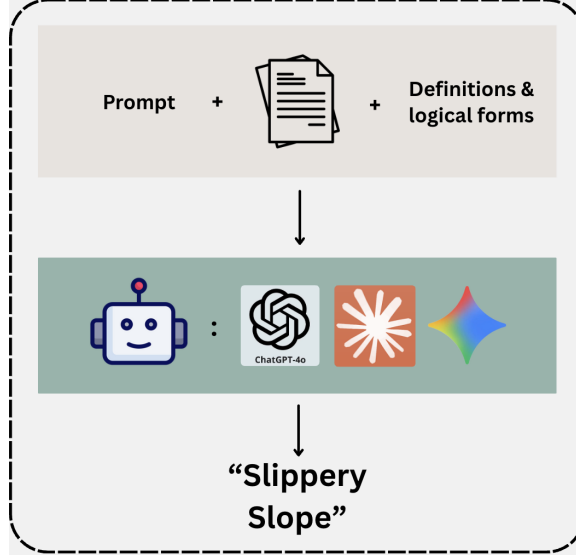 Prompt + + Definitions &
logical forms
:
ChatGPT-4o
“Slippery
Slope”